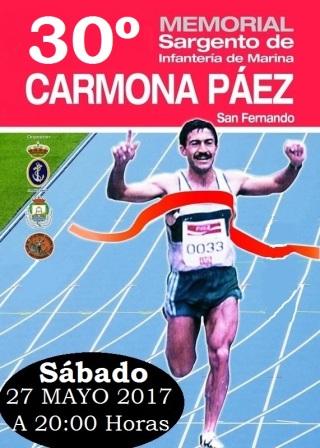 30º
MEMORIAL
Sargento de
Infantería de Marina
CARMONA PÁEZ
San Fernando
0033
Sábado
27 MAYO 2017
A 20:00 Horas